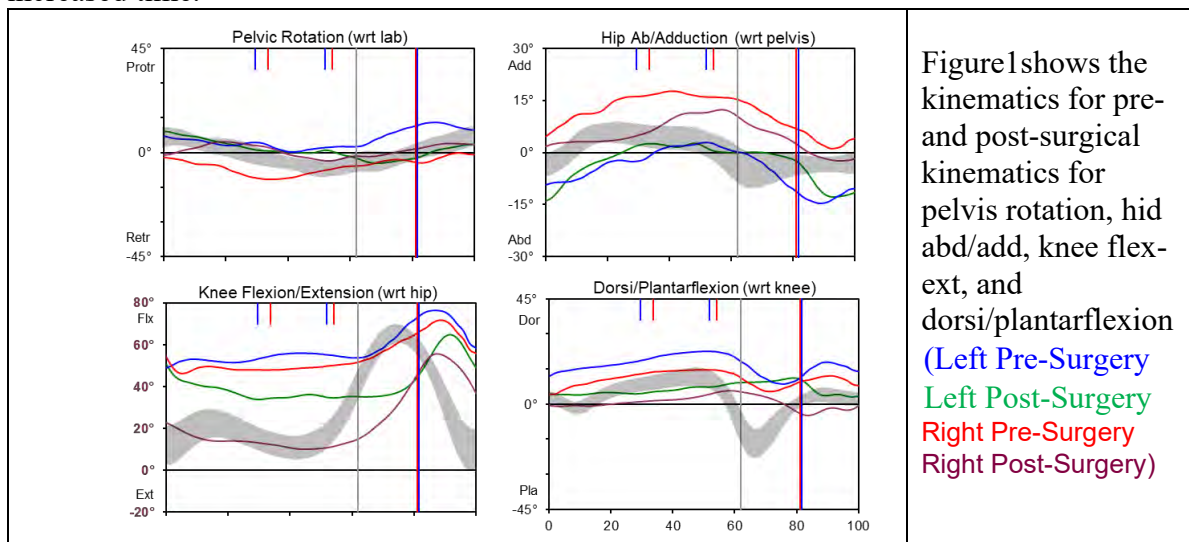 increased time.
Pelvic Rotation (wrt lab)
45°
Protr
0°
Retr
-45°
Hip Ab/Adduction (wrt pelvis)
30°
Add
15°
0°
-15°
Abd
-30°
Knee Flexion/Extension (wrt hip)
80°
Flx
60°
40°
20°
0°
Ext
-20°
Dorsi/Plantarflexion (wrt knee)
45°
Dor
0°
Pla
-45°
0 20 40 60 80 100
Figure1shows the
kinematics for pre-
and post-surgical
kinematics for
pelvis rotation, hid
abd/add, knee flex-
ext, and
dorsi/plantarflexion
(Left Pre-Surgery
Left Post-Surgery
Right Pre-Surgery
Right Post-Surgery)